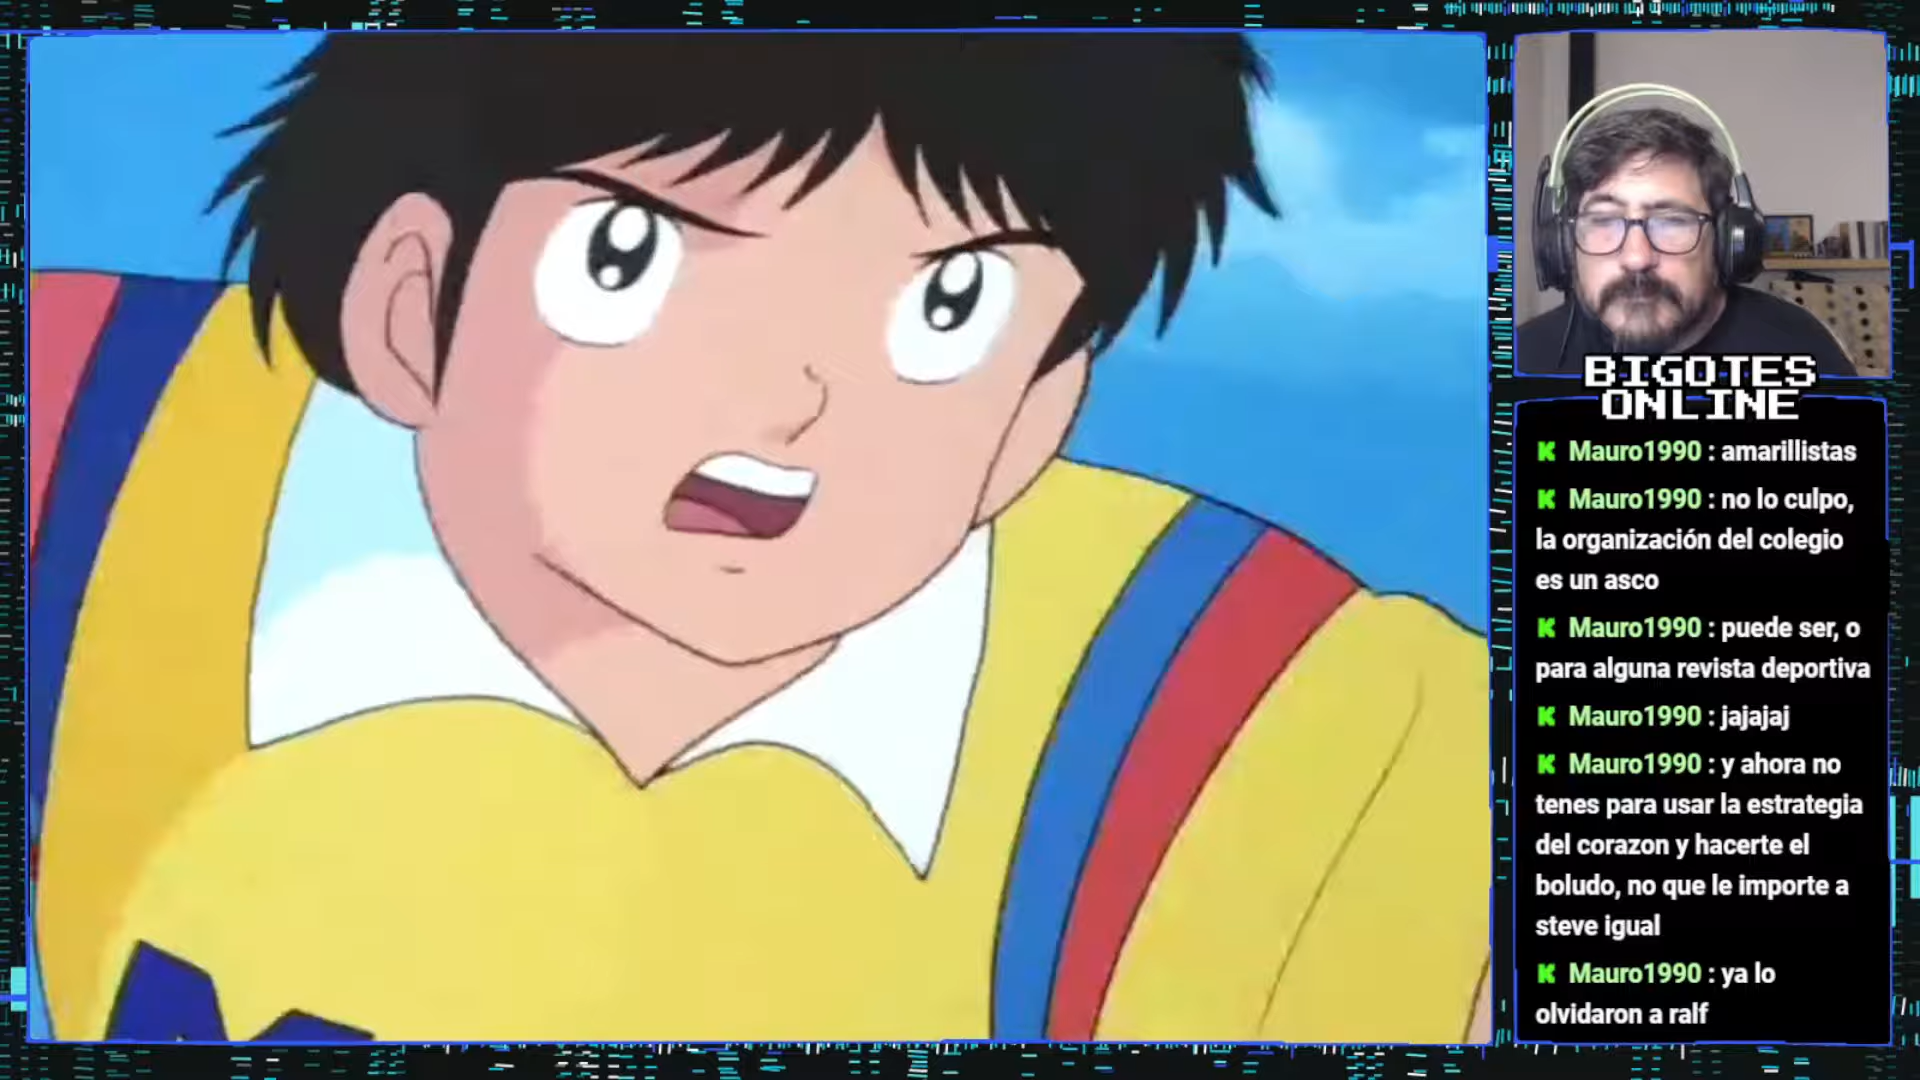 BIGOTES
ONLINE
K Mauro1990 : amarillistas
K Mauro1990 : no lo culpo,
la organización del colegio
es un asco
K Mauro1990 : puede ser, o
para alguna revista deportiva
K Mauro1990 : jajajaj
K Mauro1990 : y ahora no
tenes para usar la estrategia
del corazon y hacerte el
boludo, no que le importe a
steve igual
K Mauro1990 : ya lo
olvidaron a ralf